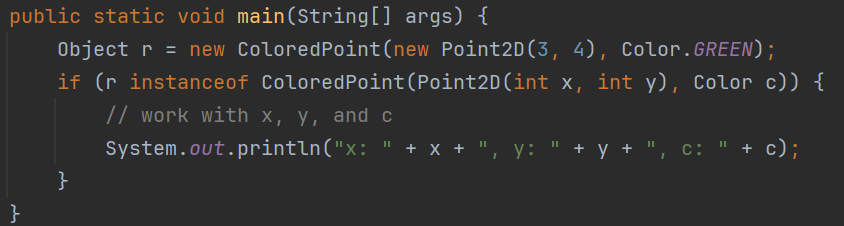 public static void main(String[] args) {
    Object r = new ColoredPoint(new Point2D(3, 4), Color.GREEN);
    if (r instanceof ColoredPoint(Point2D(int x, int y), Color c)) {
        // work with x, y, and c
        System.out.println("x: " + x + ", y: " + y + ", c: " + c);
    }
}